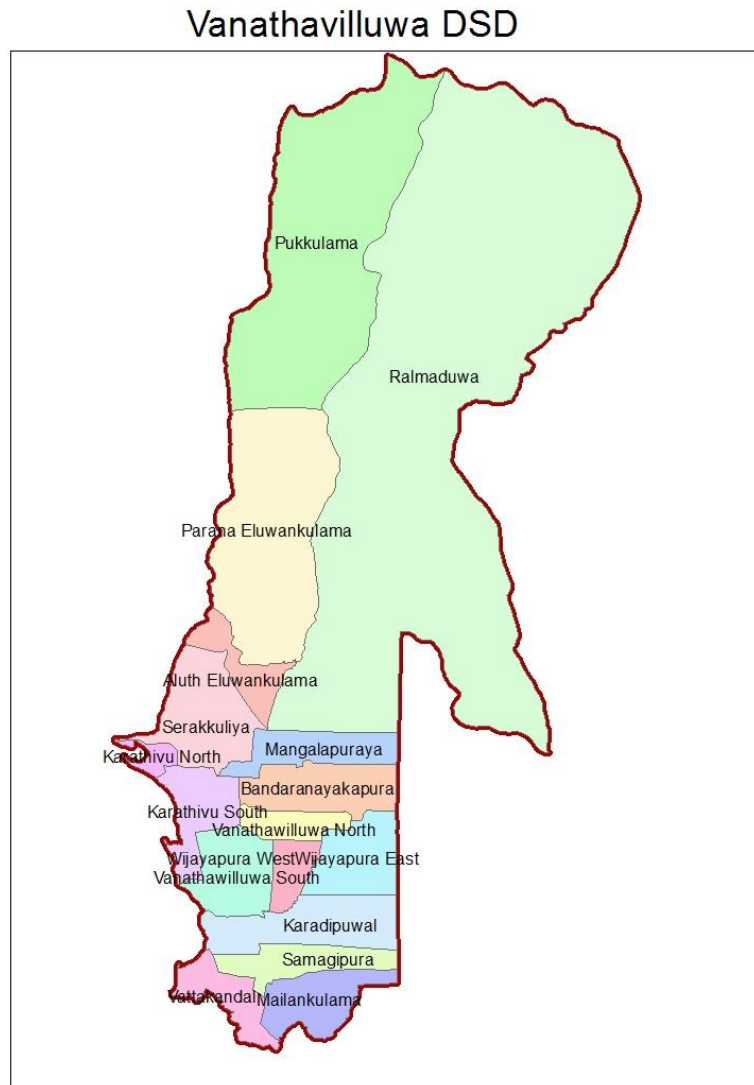 Vanathavilluwa DSD
Pukkulama
Ralmaduwa
Parana Eluwankulama
Aluth Eluwankulama
Serakkuliya
Mangalapuraya
Karathivu North
Bandaranayakapura
Karathivu South
Vanathawilluwa North
Wijayapura West
Wijayapura East
Vanathawilluwa South
Karadipuwal
Samagipura
Vattakandal
Mailankulama